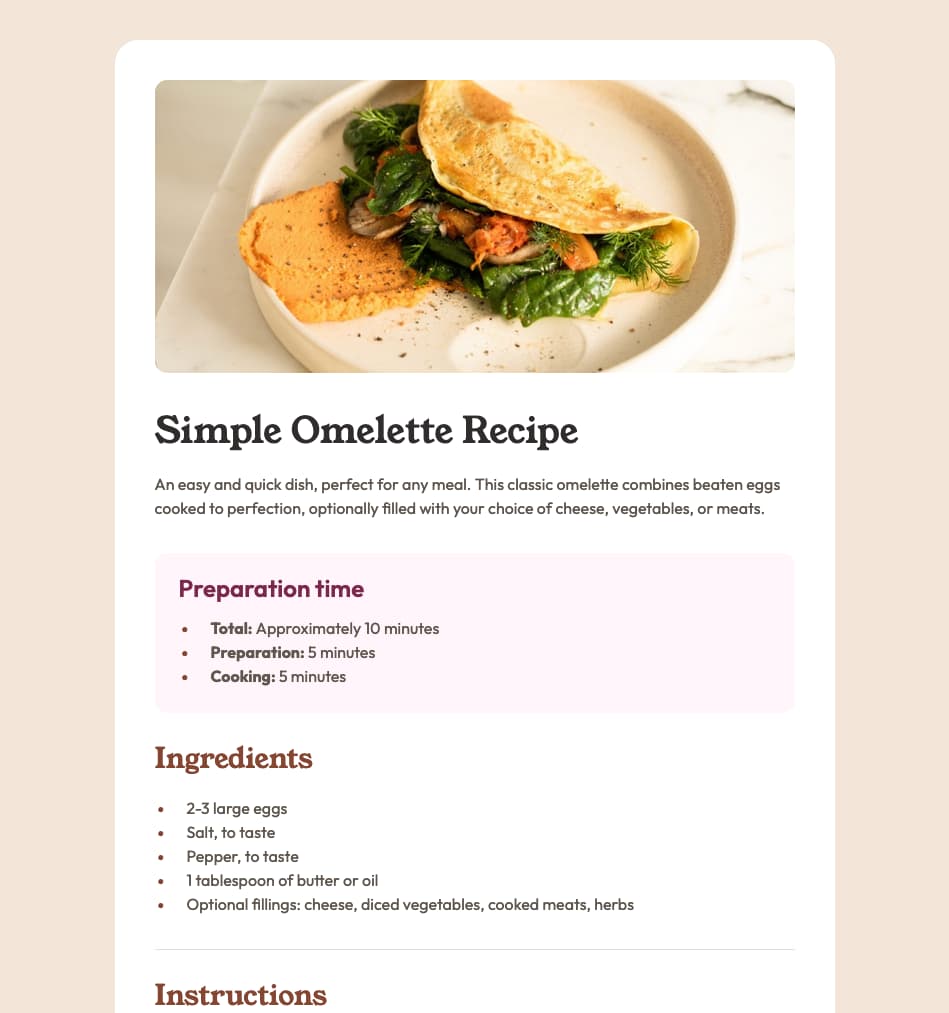 Simple Omelette Recipe
An easy and quick dish, perfect for any meal. This classic omelette combines beaten eggs
cooked to perfection, optionally filled with your choice of cheese, vegetables, or meats.
Preparation time
• Total: Approximately 10 minutes
• Preparation: 5 minutes
• Cooking: 5 minutes
Ingredients
• 2-3 large eggs
• Salt, to taste
• Pepper, to taste
• 1 tablespoon of butter or oil
• Optional fillings: cheese, diced vegetables, cooked meats, herbs
Instructions